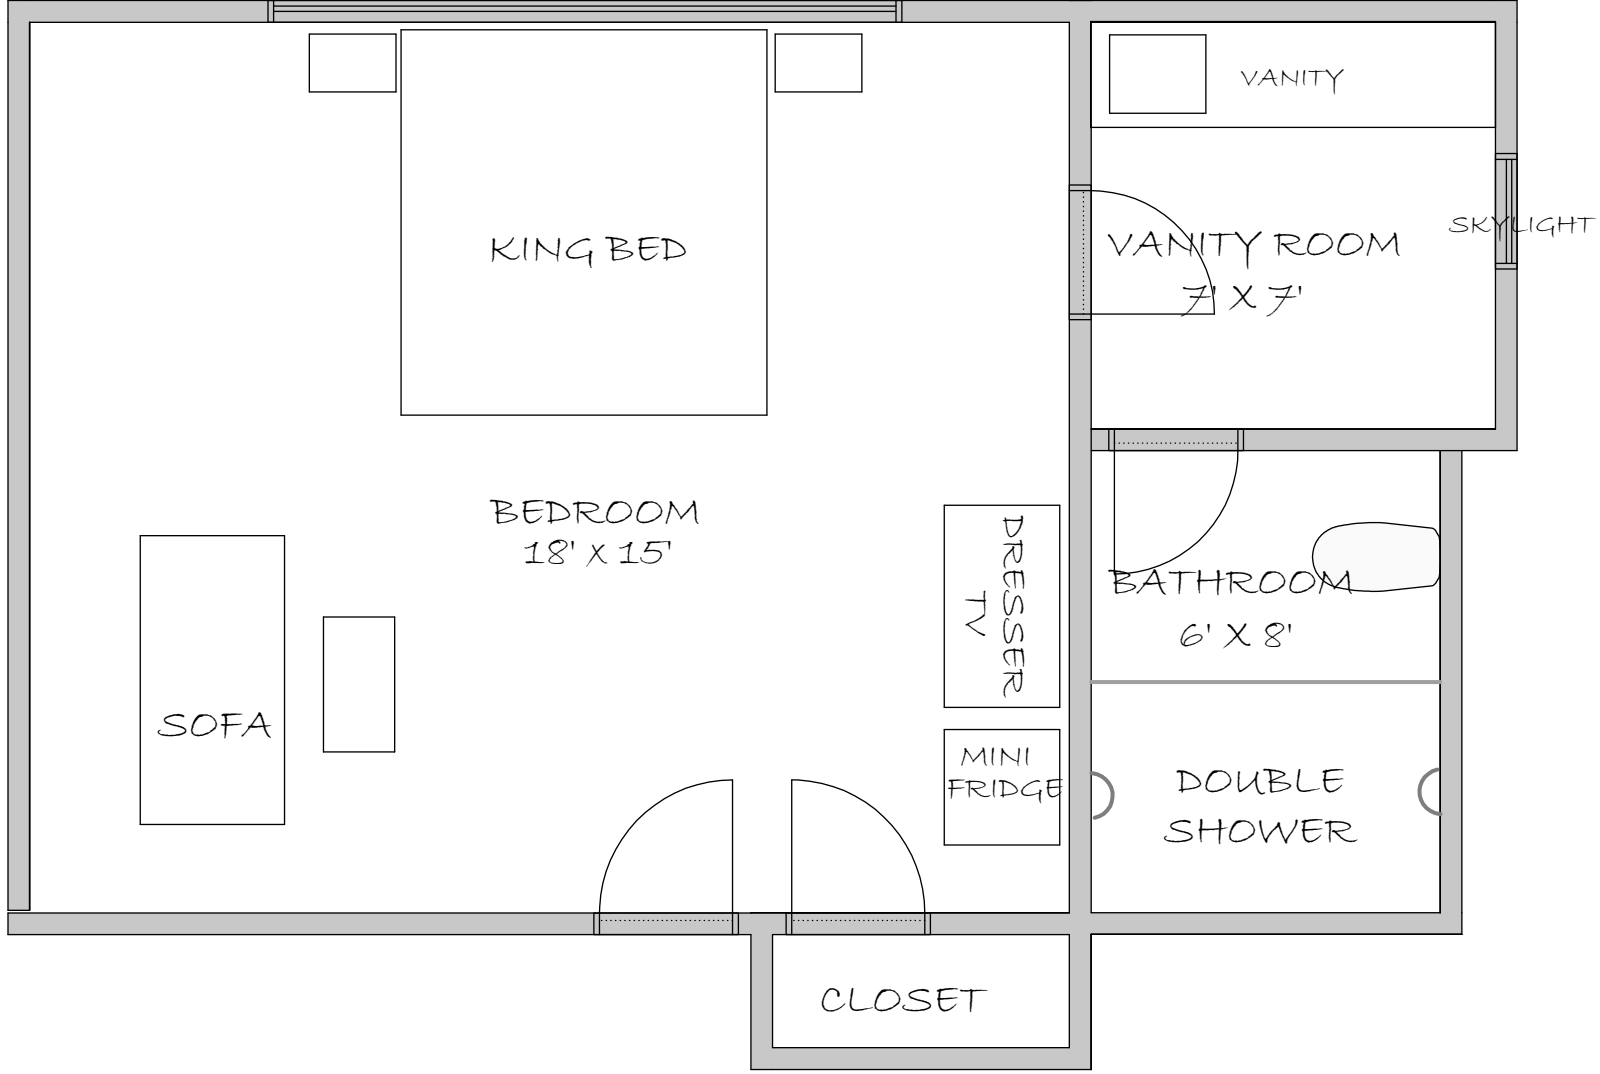 VANITY
KING BED
VANITY ROOM
7' X 7'
SKYLIGHT
BEDROOM
18' X 15'
DRESSER
TV
BATHROOM
6' X 8'
SOFA
MINI
FRIDGE
DOUBLE
SHOWER
CLOSET